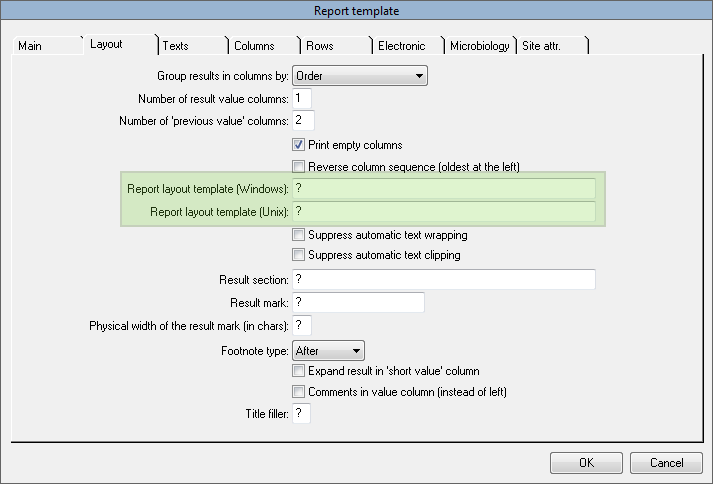 Report template
Main Layout Texts Columns Rows Electronic Microbiology Site attr.
Group results in columns by: Order
Number of result value columns: 1
Number of 'previous value' columns: 2
Print empty columns
Reverse column sequence (oldest at the left)
Report layout template (Windows): ?
Report layout template (Unix): ?
Suppress automatic text wrapping
Suppress automatic text clipping
Result section: ?
Result mark: ?
Physical width of the result mark (in chars): ?
Footnote type: After
Expand result in 'short value' column
Comments in value column (instead of left)
Title filler: ?
OK Cancel